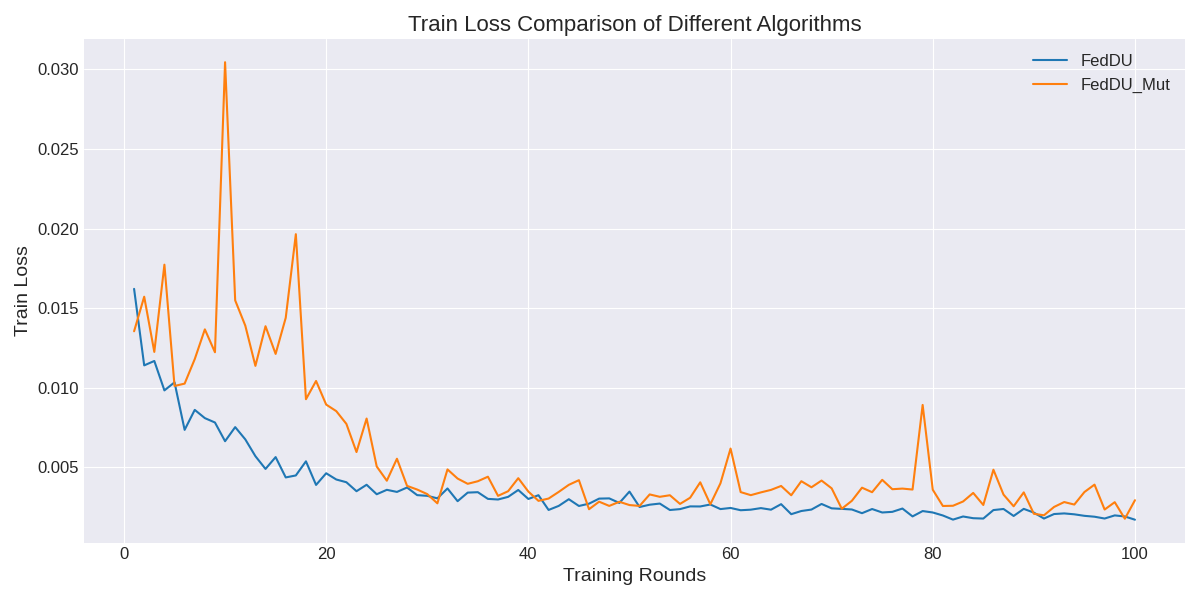 Train Loss Comparison of Different Algorithms
FedDU
FedDU_Mut
0.030
0.025
0.020
0.015
0.010
0.005
Train Loss
0 20 40 60 80 100
Training Rounds